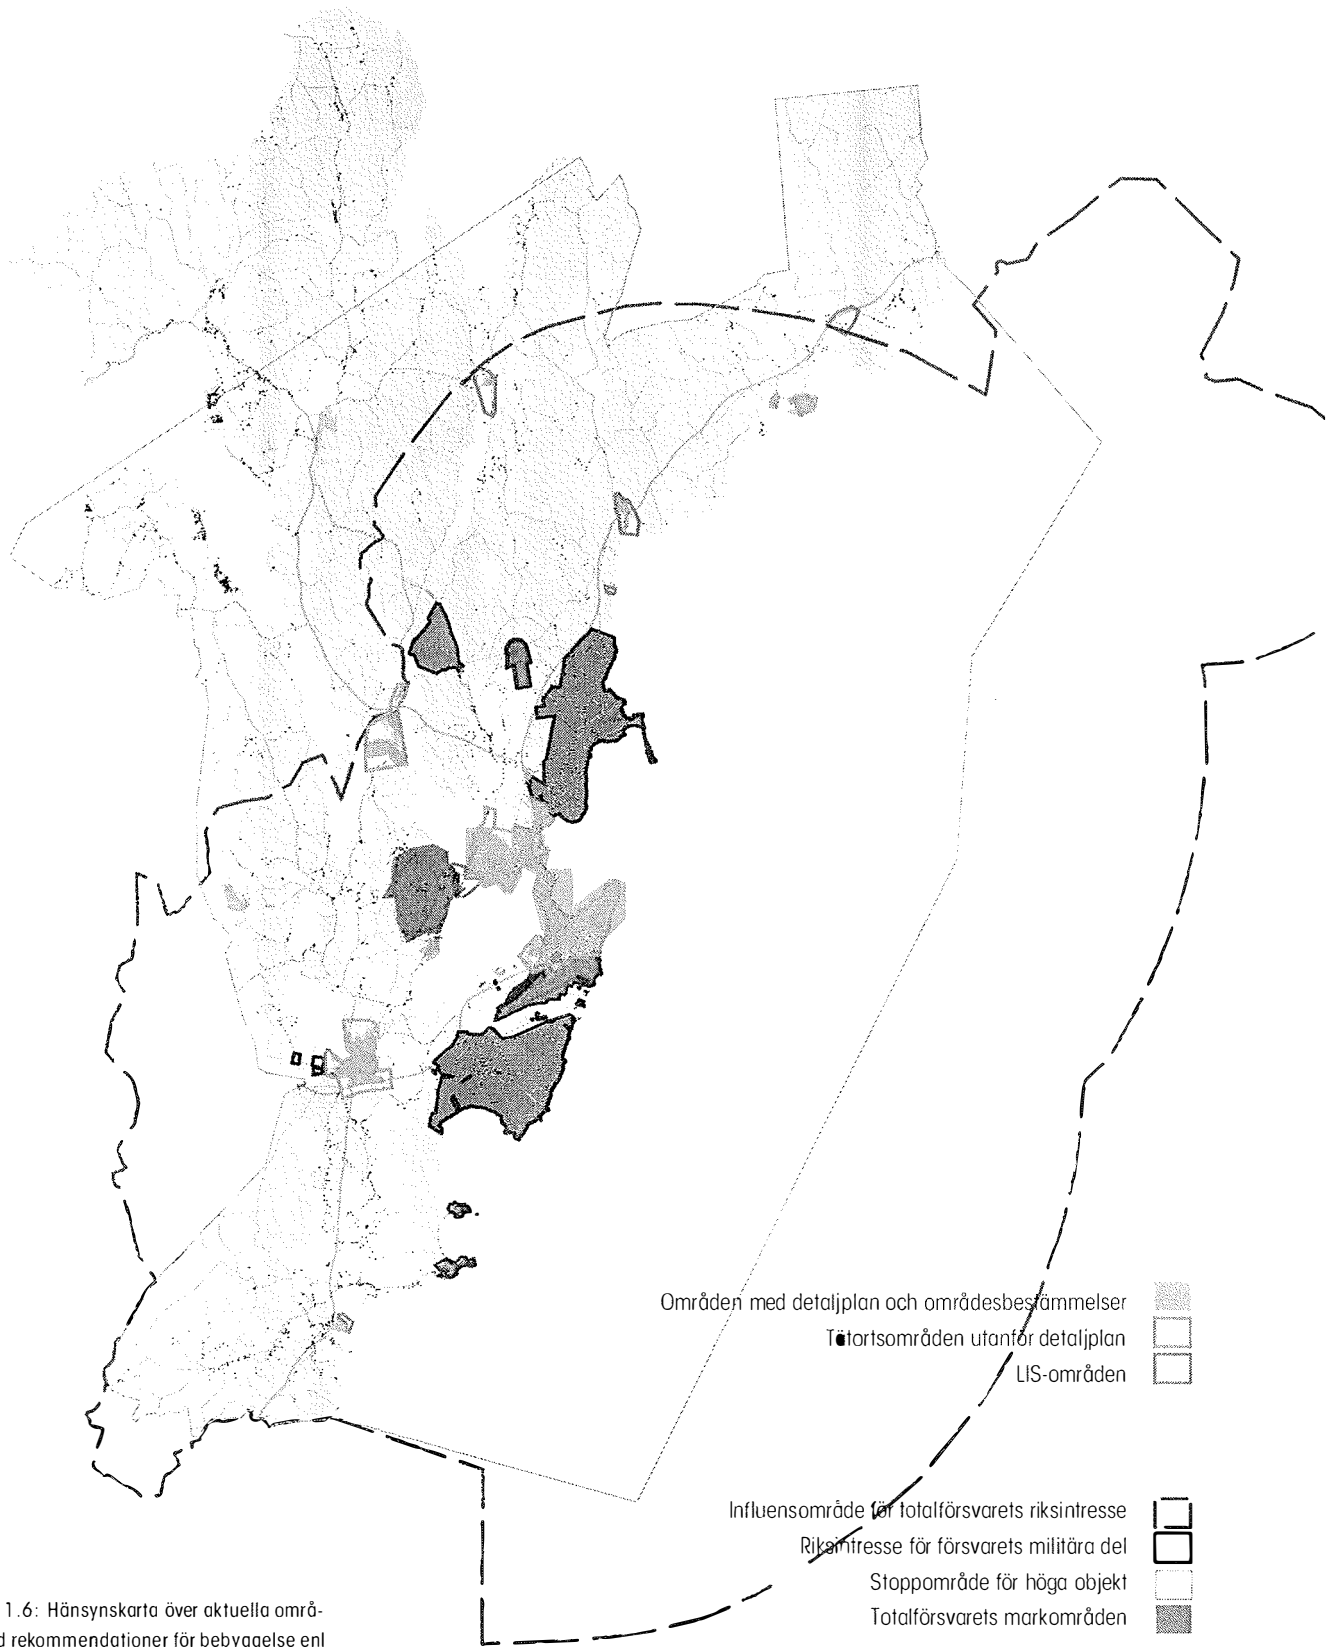 Områden med detaljplan och områdesbestämmelser
Tätortsområden utanför detaljplan
LIS-områden
Influensområde för totalförsvarets riksintresse
Riksintresse för försvarets militära del
Stoppområde för höga objekt
Totalförsvarets markområden
1.6: Hänsynskarta över aktuella områ-
d rekommendationer för bebyggelse enl